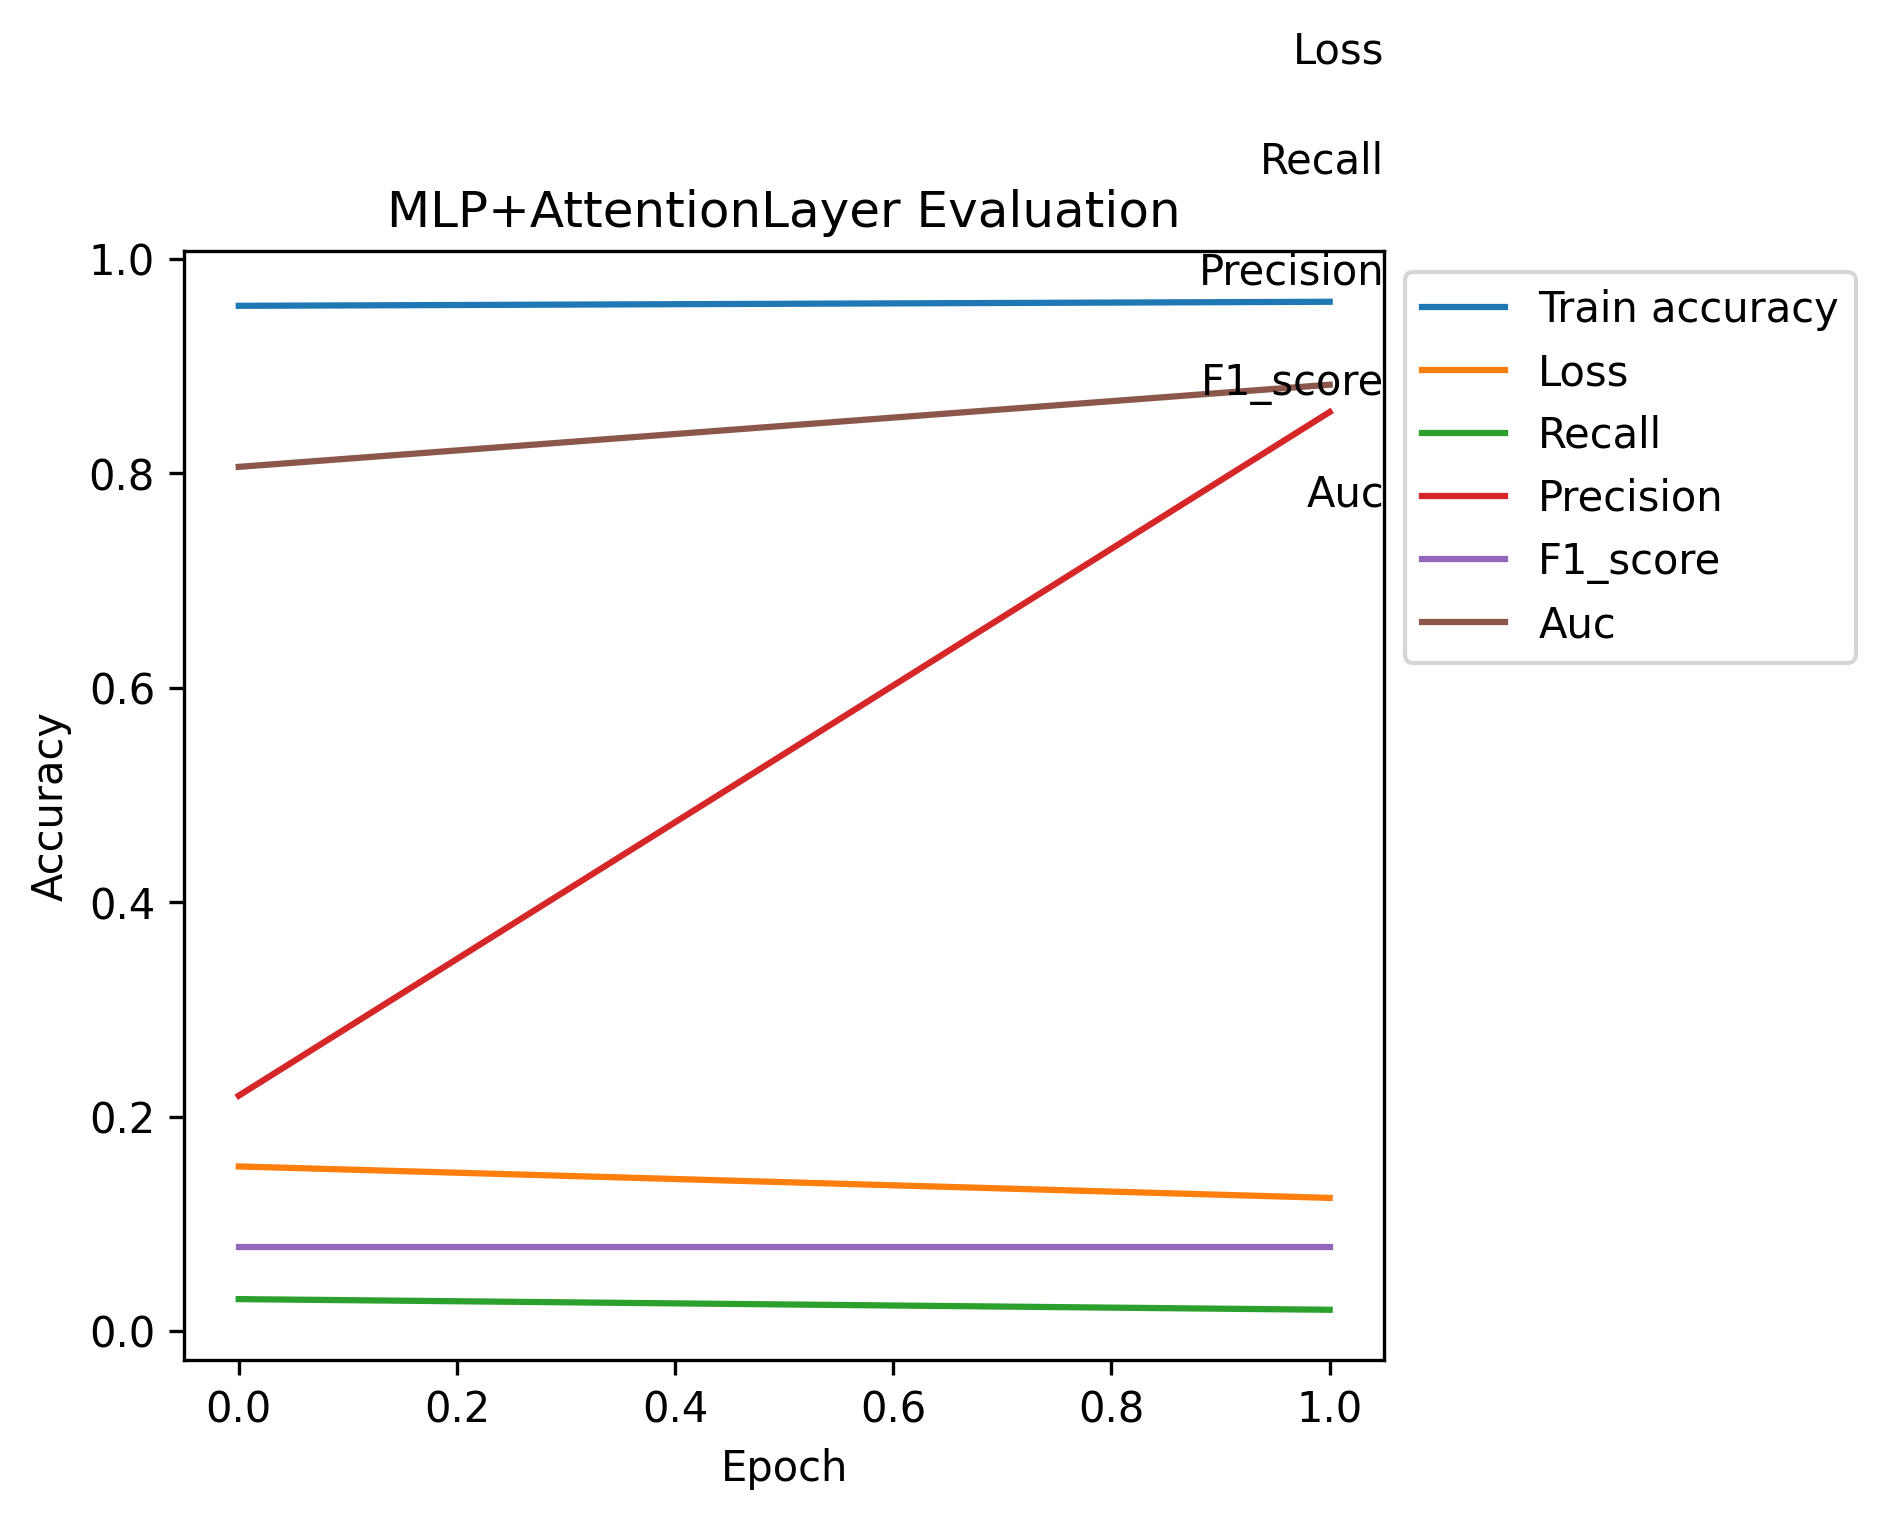 Loss
Recall
MLP+AttentionLayer Evaluation
Precision
F1_score
Auc
Train accuracy
Loss
Recall
Precision
F1_score
Auc
Accuracy
1.0
0.8
0.6
0.4
0.2
0.0
0.0 0.2 0.4 0.6 0.8 1.0
Epoch